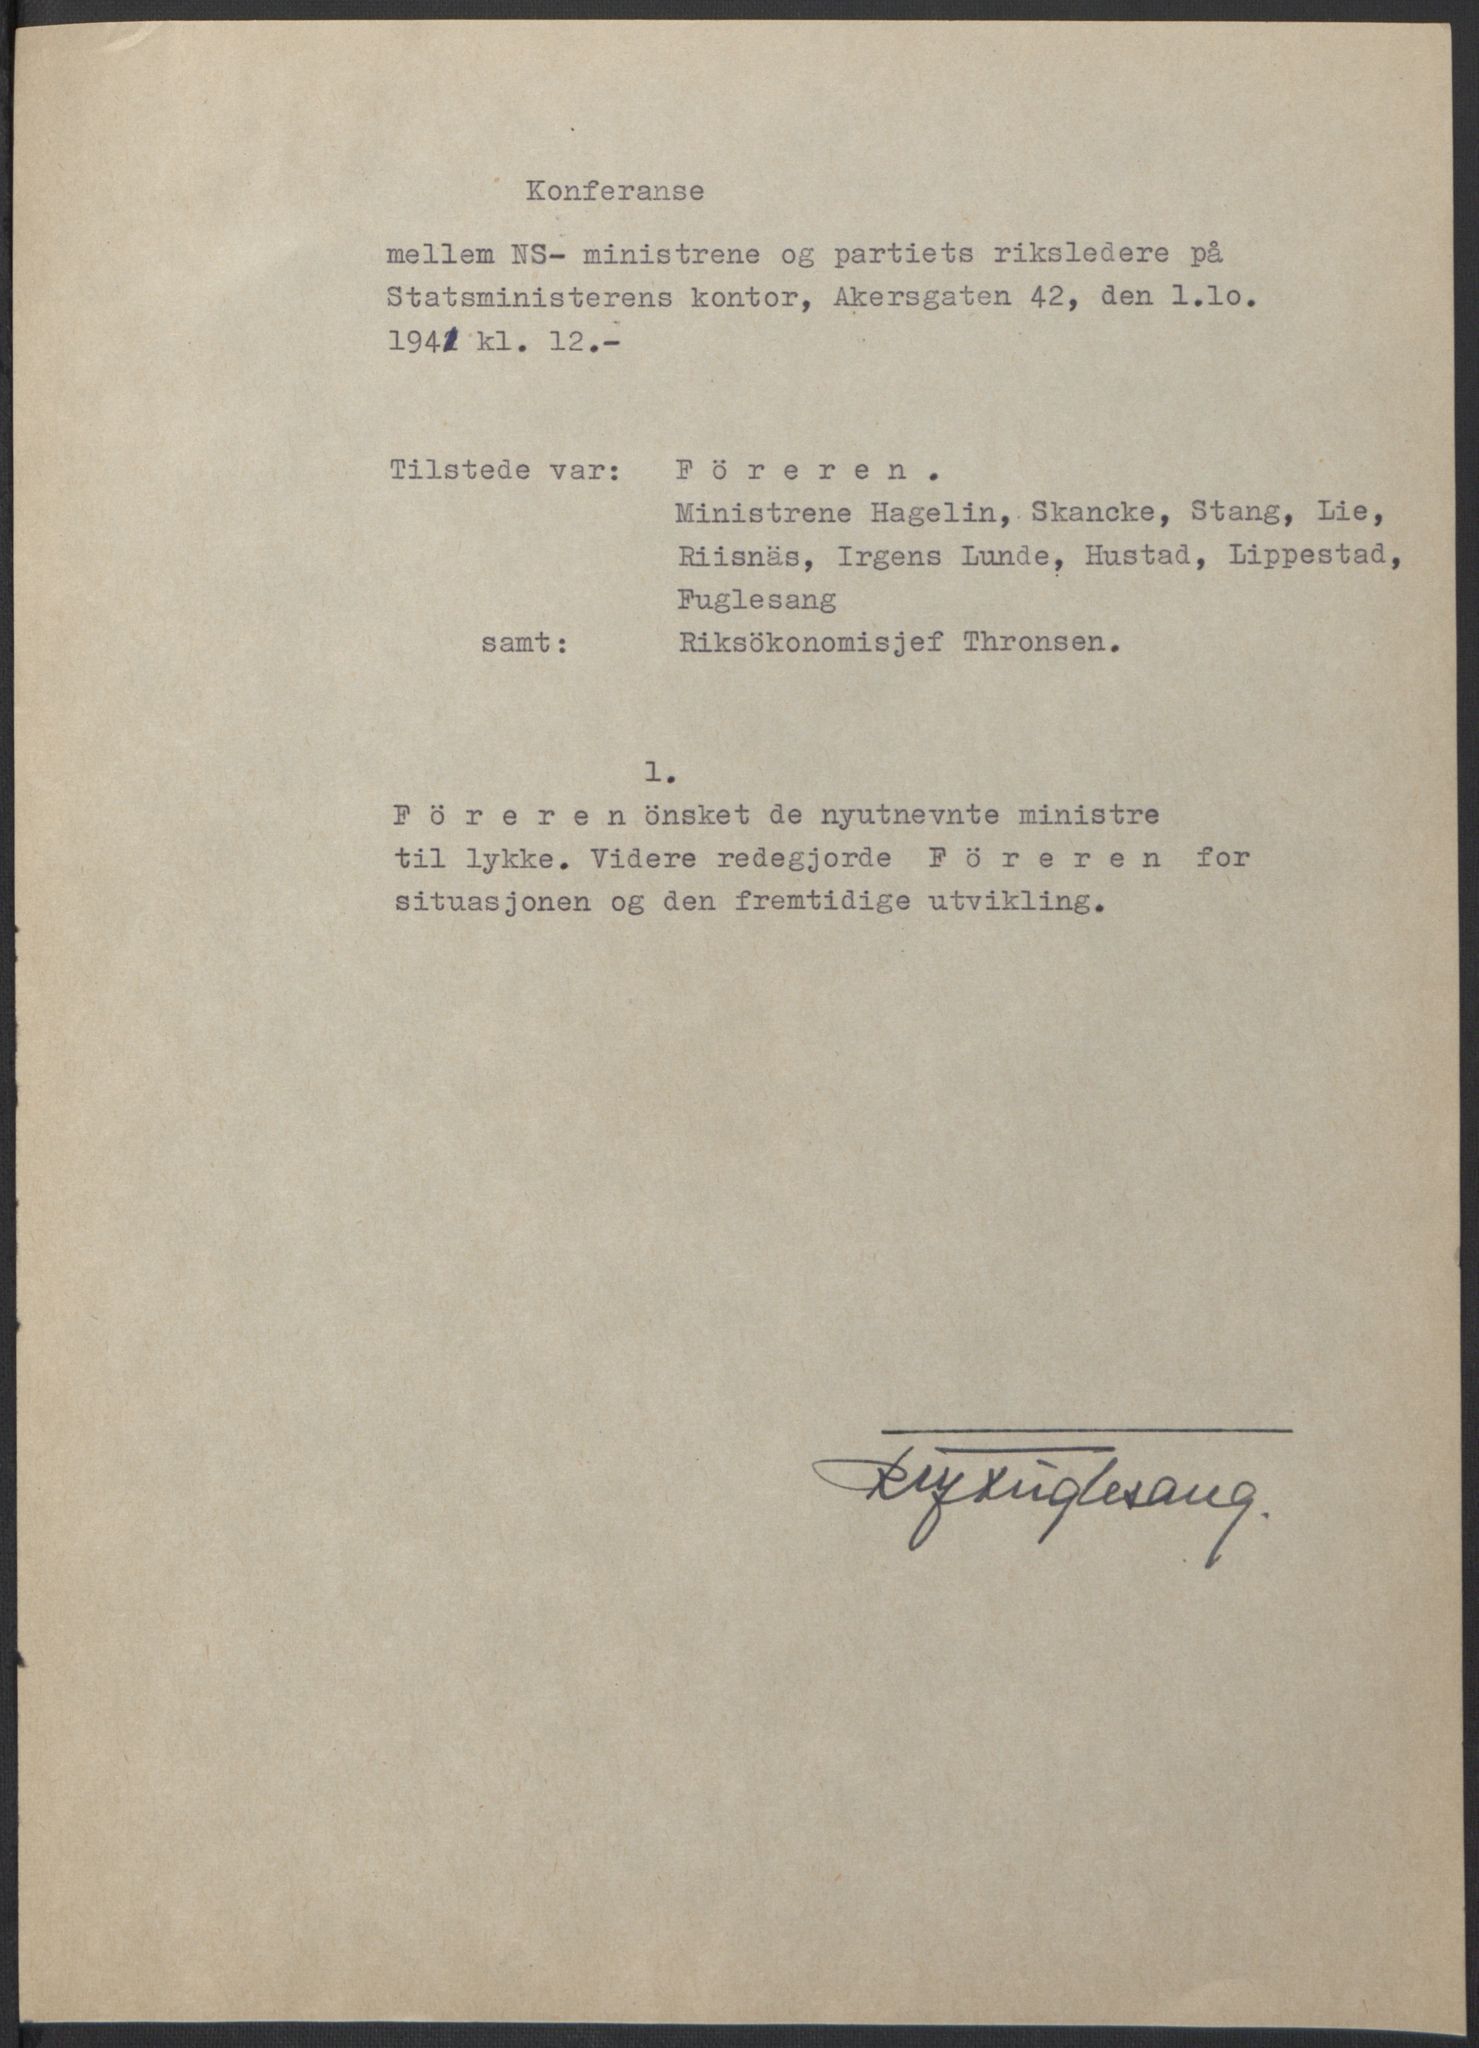 Konferanse
mellem NS- ministrene og partiets riksledere på
Statsministerens kontor, Akersgaten 42, den 1.1o.
1941 kl. 12.-
Tilstede var: F ö r e r e n .
Ministrene Hagelin, Skancke, Stang, Lie,
Riisnäs, Irgens Lunde, Hustad, Lippestad,
Fuglesang
samt: Riksökonomisjef Thronsen.
1.
F ö r e r e n önsket de nyutnevnte ministre
til lykke. Videre redegjorde F ö r e r e n for
situasjonen og den fremtidige utvikling.
Fuglesang.